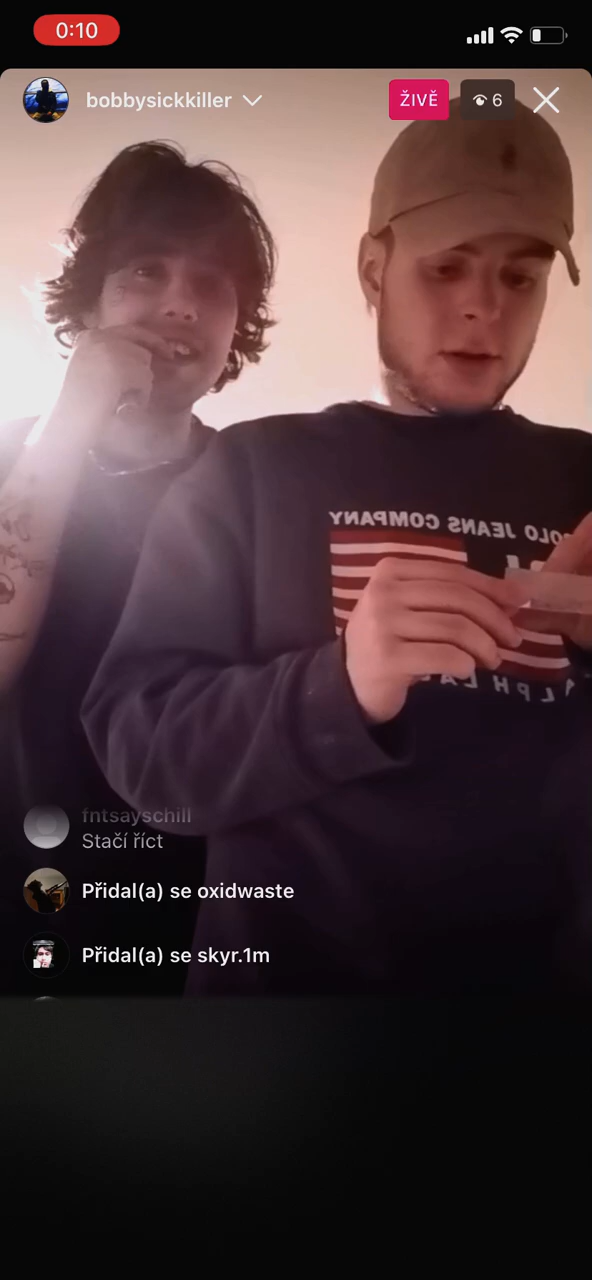 0:10
bobbysickkiller
ŽIVĚ
6
POLO JEANS COMPANY
fntsayschill
Stačí říct
Přidal(a) se oxidwaste
Přidal(a) se skyr.1m